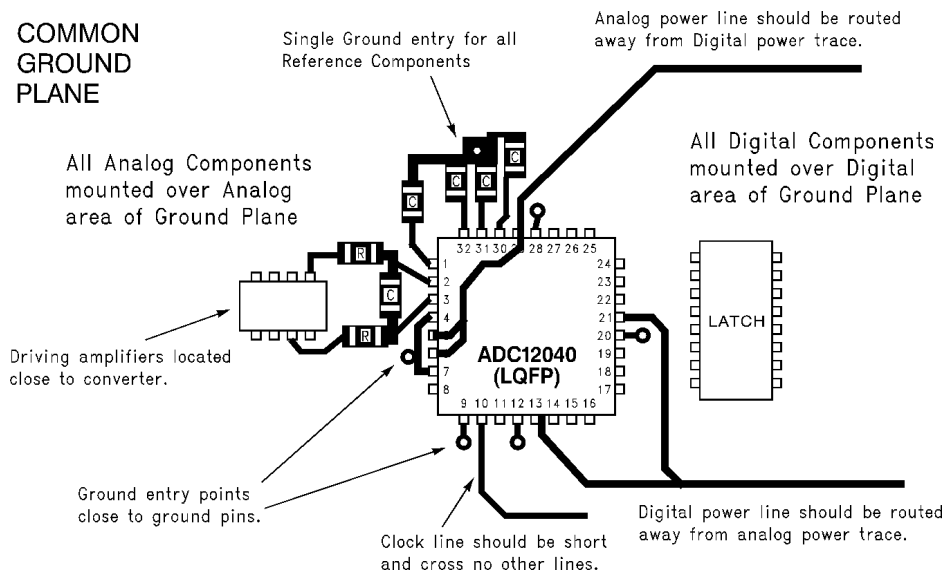 COMMON
GROUND
PLANE
Single Ground entry for all
Reference Components
Analog power line should be routed
away from Digital power trace.
All Analog Components
mounted over Analog
area of Ground Plane
All Digital Components
mounted over Digital
area of Ground Plane
C
C
C
C
32 31 30 28 27 26 25
1
2
3
4
7
8
24
23
22
21
20
19
18
17
R
C
R
ADC12040
(LQFP)
LATCH
9 10 11 12 13 14 15 16
Driving amplifiers located
close to converter.
Ground entry points
close to ground pins.
Clock line should be short
and cross no other lines.
Digital power line should be routed
away from analog power trace.